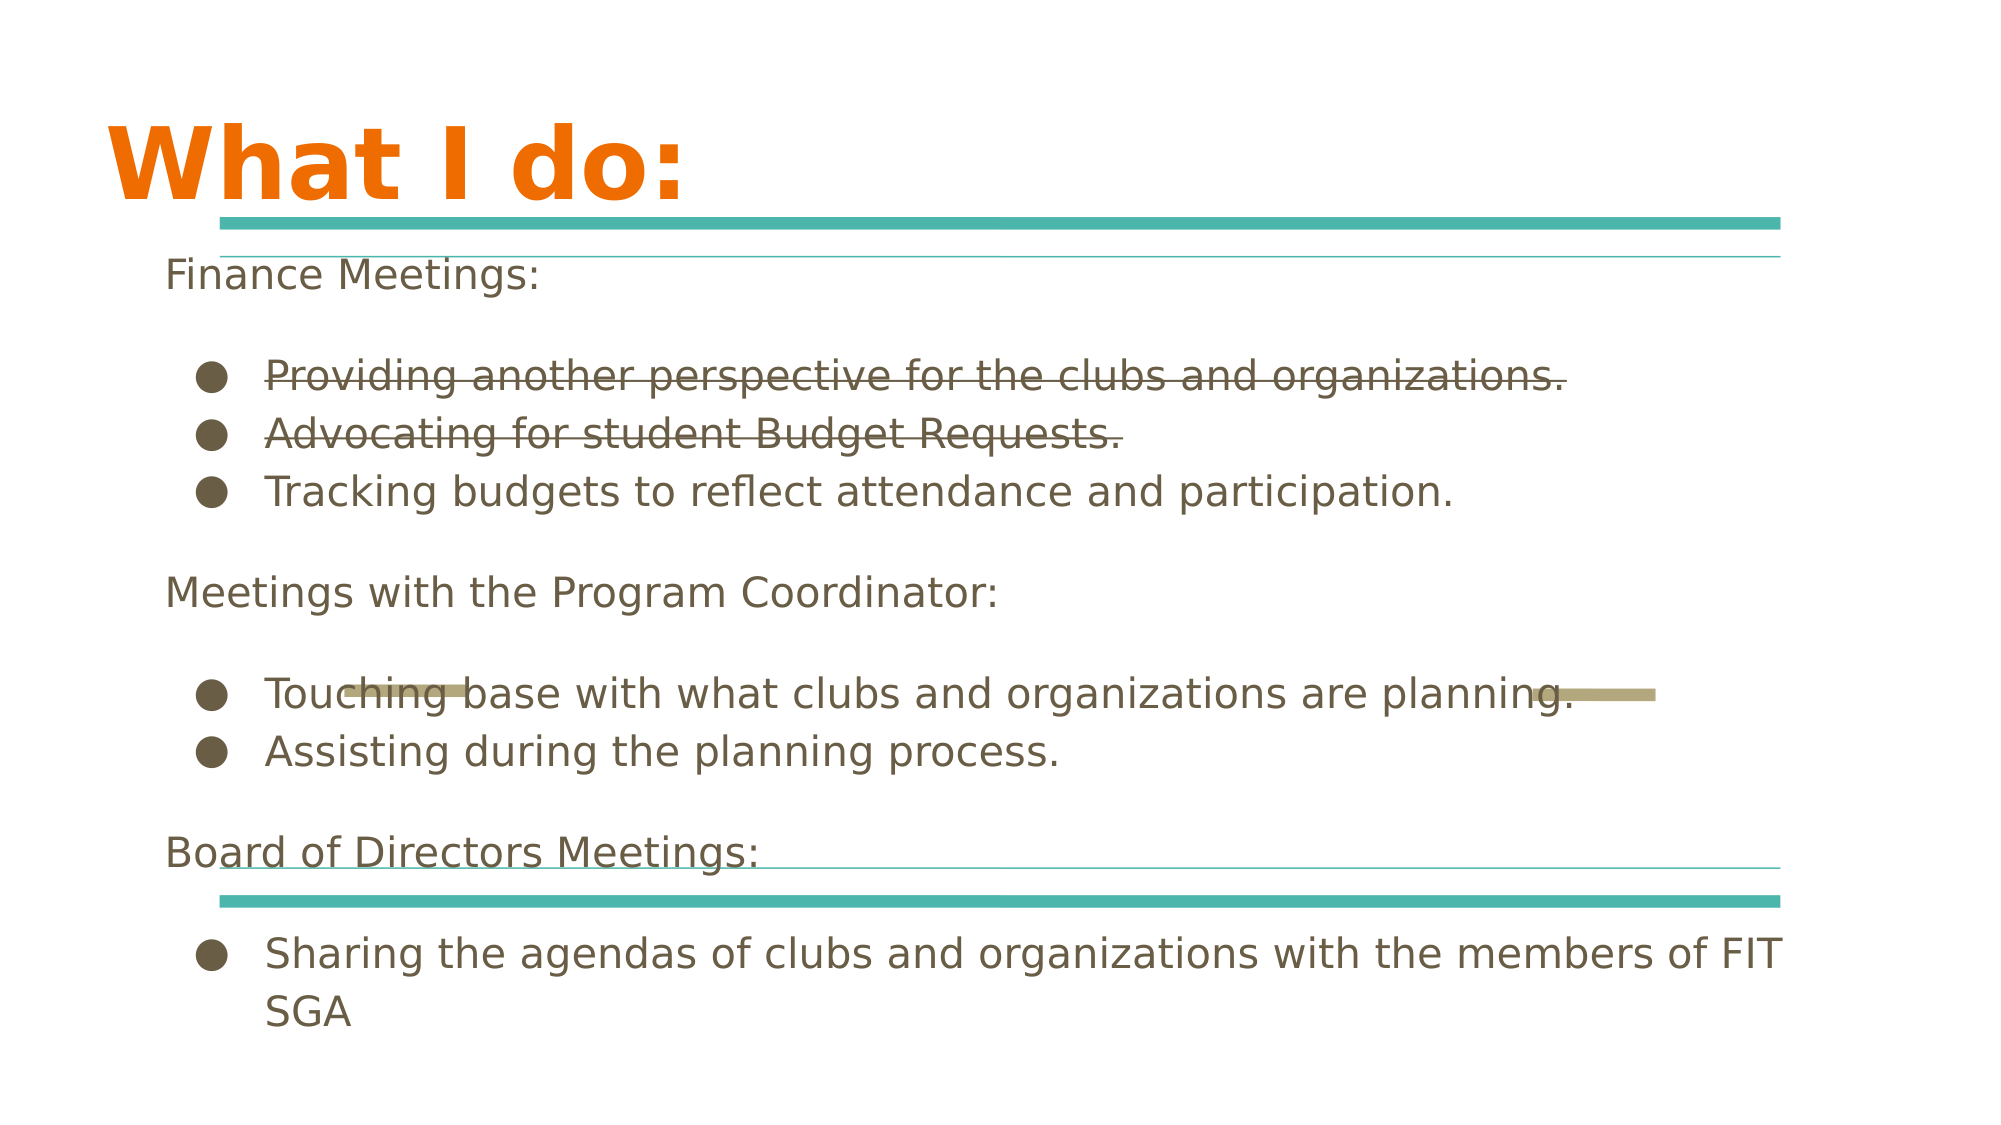 What I do:
Finance Meetings:
● Providing another perspective for the clubs and organizations.
● Advocating for student Budget Requests.
● Tracking budgets to reflect attendance and participation.
Meetings with the Program Coordinator:
● Touching base with what clubs and organizations are planning.
● Assisting during the planning process.
Board of Directors Meetings:
● Sharing the agendas of clubs and organizations with the members of FIT
SGA